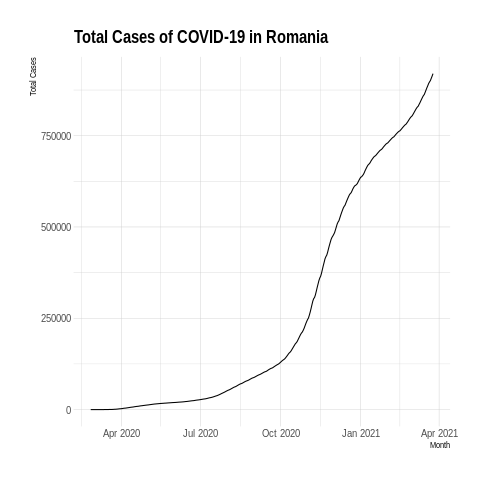 Total Cases of COVID-19 in Romania
Total Cases
750000
500000
250000
0
Apr 2020 Jul 2020 Oct 2020 Jan 2021 Apr 2021
Month